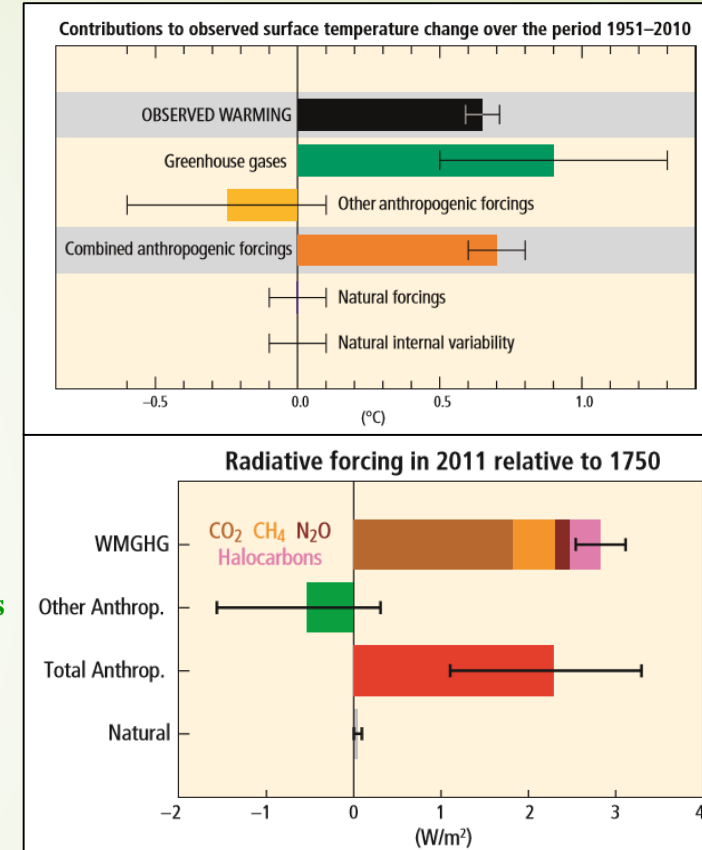 Contributions to observed surface temperature change over the period 1951–2010
OBSERVED WARMING
Greenhouse gases
Other anthropogenic forcings
Combined anthropogenic forcings
Natural forcings
Natural internal variability
–0.5 0.0 0.5 1.0
(°C)
Radiative forcing in 2011 relative to 1750
CO₂ CH₄ N₂O
WMGHG
Halocarbons
s
Other Anthrop.
Total Anthrop.
Natural
−2 −1 0 1 2 3 4
(W/m²)